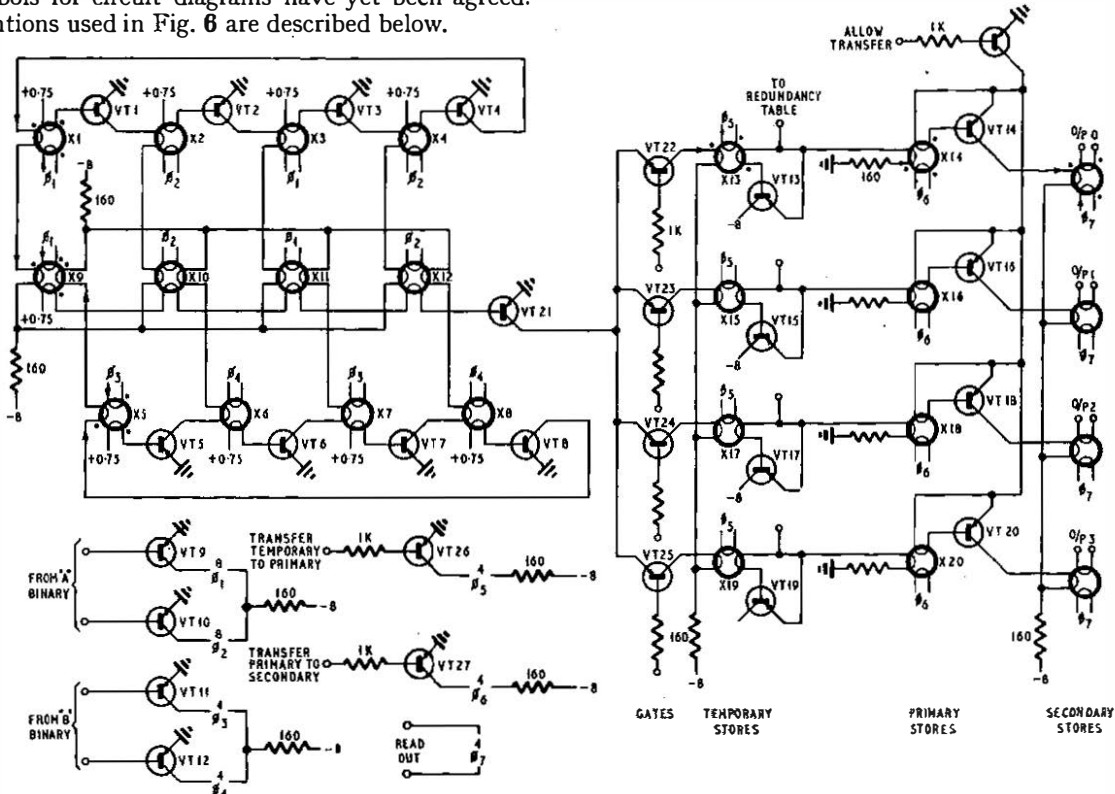 bols for circuit diagrams have yet been agreed.
ntions used in Fig. 6 are described below.
ALLOW
TRANSFER
1K
+0·75
VT1
+0·75
VT2
+0·75
VT3
+0·75
VT4
X1
X2
X3
X4
ø1
ø2
ø1
ø2
-8
160
TO
REDUNDANCY
TABLE
ø5
VT22
X13
VT13
-8
1K
160
X14
VT14
ø6
O/P 0
ø7
ø1
ø2
ø1
ø2
X9
X10
X11
X12
+0·75
VT21
160
-8
VT23
ø5
X15
VT15
-8
X16
VT16
ø6
O/P1
ø7
ø3
ø4
ø3
ø4
X5
X6
X7
X8
VT5
VT6
VT7
VT8
+0·75
+0·75
+0·75
+0·75
VT24
ø5
X17
VT17
-8
X18
VT18
ø6
O/P2
ø7
VT25
ø5
X19
VT19
X20
VT20
ø6
O/P3
ø7
160
-8
160
-8
FROM "A"
BINARY
VT9
8
ø1
VT10
8
ø2
160
-8
TRANSFER
TEMPORARY
TO PRIMARY
1K
VT26
4
ø5
160
-8
TRANSFER
PRIMARY TO
SECONDARY
1K
VT27
4
ø6
160
-8
FROM "B"
BINARY
VT11
4
ø3
VT12
4
ø4
160
-8
READ
OUT
4
ø7
GATES
TEMPORARY
STORES
PRIMARY
STORES
SECONDARY
STORES